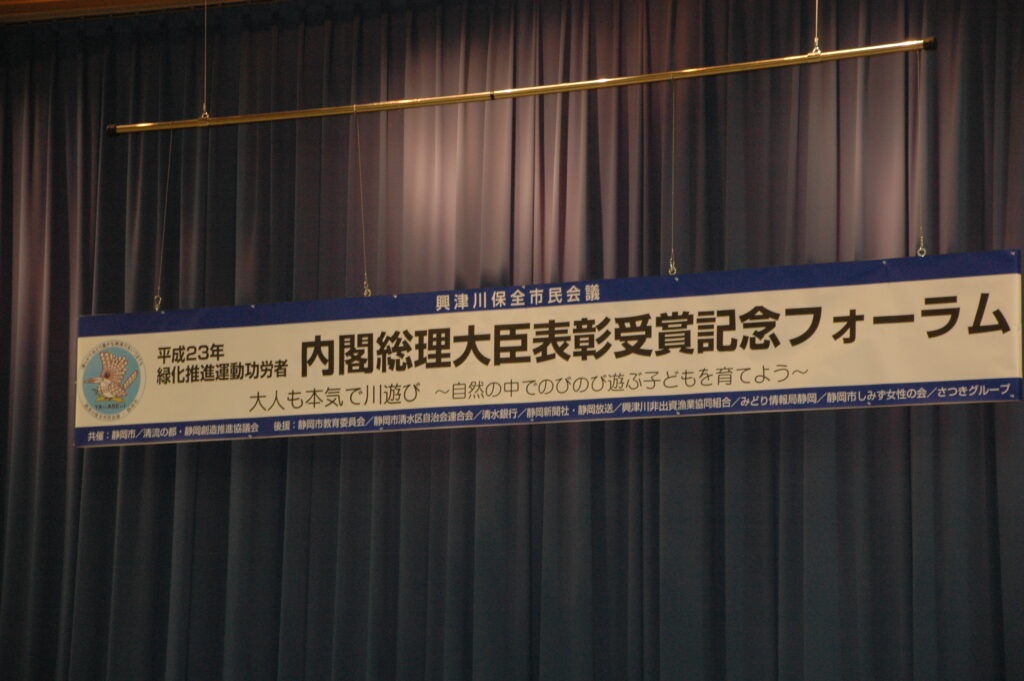 興津川保全市民会議
平成23年
緑化推進運動功労者
内閣総理大臣表彰受賞記念フォーラム
大人も本気で川遊び ～自然の中でのびのび遊ぶ子どもを育てよう～
共催：静岡市／清流の都・静岡創造推進協議会 後援：静岡市教育委員会／静岡市清水区自治会連合会／清水銀行／静岡新聞社・静岡放送／興津川非出資漁業協同組合／みどり情報局静岡／静岡市しみず女性の会／さつきグループ